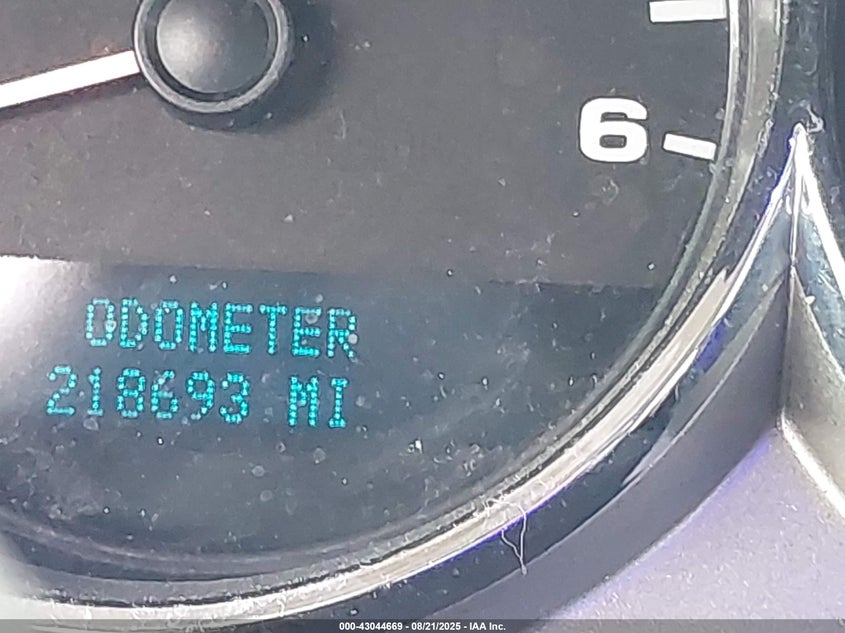 6
ODOMETER
218693 MI
000-43044669 - 08/21/2025 - IAA Inc.